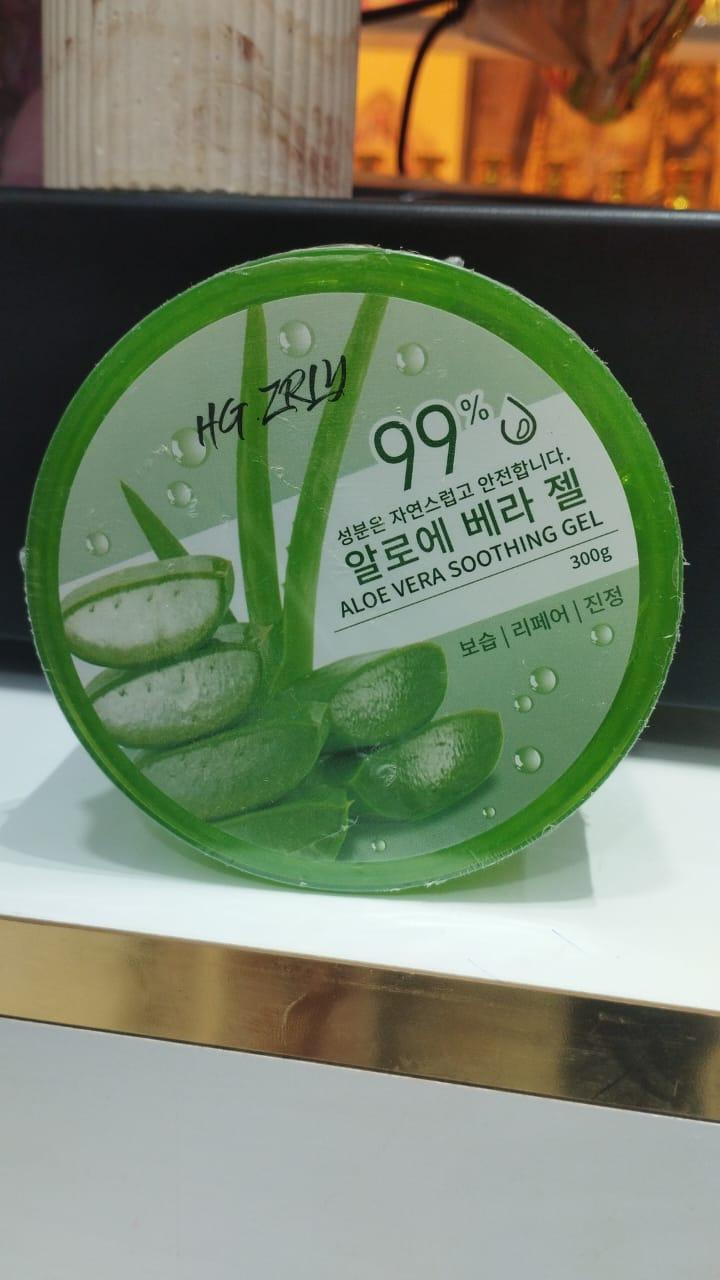 HG ZRLY
99%
성분은 자연스럽고 안전합니다.
알로에 베라 젤
ALOE VERA SOOTHING GEL
300g
보습 | 리페어 | 진정